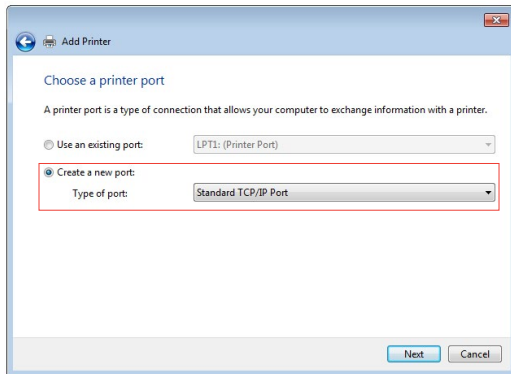 Add Printer
Choose a printer port
A printer port is a type of connection that allows your computer to exchange information with a printer.
Use an existing port: LPT1: (Printer Port)
Create a new port:
Type of port: Standard TCP/IP Port
Next Cancel